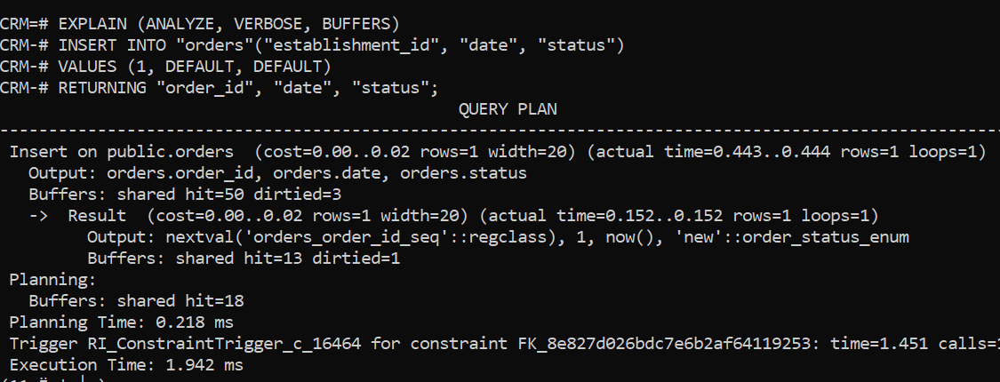 CRM=# EXPLAIN (ANALYZE, VERBOSE, BUFFERS)
CRM-# INSERT INTO "orders"("establishment_id", "date", "status")
CRM-# VALUES (1, DEFAULT, DEFAULT)
CRM-# RETURNING "order_id", "date", "status";
QUERY PLAN
--------------------------------------------------------------------------------------------------------
Insert on public.orders  (cost=0.00..0.02 rows=1 width=20) (actual time=0.443..0.444 rows=1 loops=1)
  Output: orders.order_id, orders.date, orders.status
  Buffers: shared hit=50 dirtied=3
  ->  Result  (cost=0.00..0.02 rows=1 width=20) (actual time=0.152..0.152 rows=1 loops=1)
        Output: nextval('orders_order_id_seq'::regclass), 1, now(), 'new'::order_status_enum
        Buffers: shared hit=13 dirtied=1
Planning:
  Buffers: shared hit=18
Planning Time: 0.218 ms
Trigger RI_ConstraintTrigger_c_16464 for constraint FK_8e827d026bdc7e6b2af64119253: time=1.451 calls=1
Execution Time: 1.942 ms